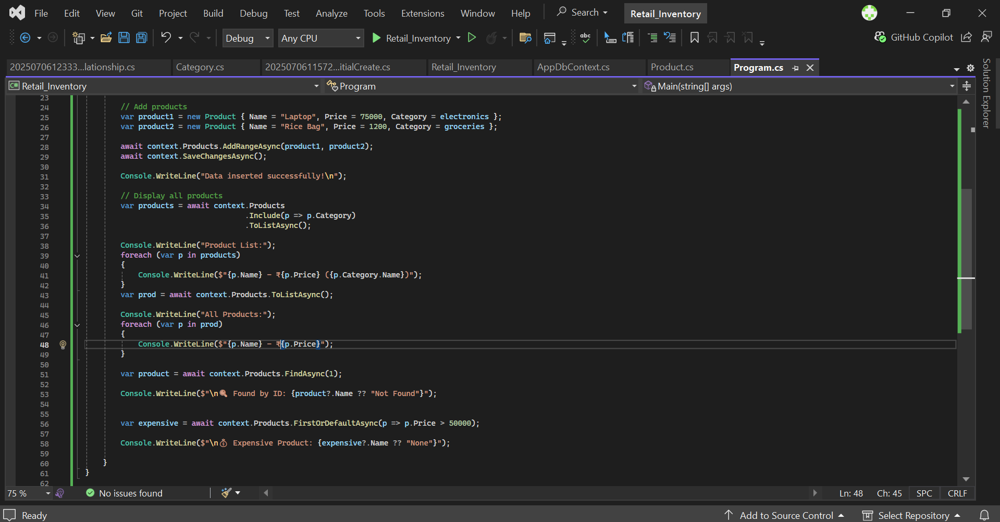 File Edit View Git Project Build Debug Test Analyze Tools Extensions Window Help Search Retail_Inventory
Debug Any CPU Retail_Inventory abc GitHub Copilot
2025070612333...lationship.cs Category.cs 2025070611572...itialCreate.cs Retail_Inventory AppDbContext.cs Product.cs Program.cs
Solution Explorer
C# Retail_Inventory Program Main(string[] args)
23
24 // Add products
25 var product1 = new Product { Name = "Laptop", Price = 75000, Category = electronics };
26 var product2 = new Product { Name = "Rice Bag", Price = 1200, Category = groceries };
27
28 await context.Products.AddRangeAsync(product1, product2);
29 await context.SaveChangesAsync();
30
31 Console.WriteLine("Data inserted successfully!\n");
32
33 // Display all products
34 var products = await context.Products
35 .Include(p => p.Category)
36 .ToListAsync();
37
38 Console.WriteLine("Product List:");
39 foreach (var p in products)
40 {
41 Console.WriteLine($"{p.Name} - ₹{p.Price} ({p.Category.Name})");
42 }
43 var prod = await context.Products.ToListAsync();
44
45 Console.WriteLine("All Products:");
46 foreach (var p in prod)
47 {
48 Console.WriteLine($"{p.Name} - ₹{p.Price}");
49 }
50
51 var product = await context.Products.FindAsync(1);
52
53 Console.WriteLine($"\n🔍 Found by ID: {product?.Name ?? "Not Found"}");
54
55
56 var expensive = await context.Products.FirstOrDefaultAsync(p => p.Price > 50000);
57
58 Console.WriteLine($"\n💰 Expensive Product: {expensive?.Name ?? "None"}");
59
60 }
61 }
62
75 % No issues found Ln: 48 Ch: 45 SPC CRLF
Ready Add to Source Control Select Repository